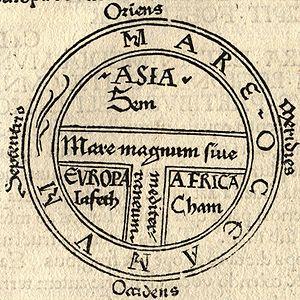 Oriens
MARE OCEANVM
ASIA
Sem
Mare magnum siue
mediterraneum
EVROPA
Iafeth
AFRICA
Cham
Septentrio
Meridies
Occidens